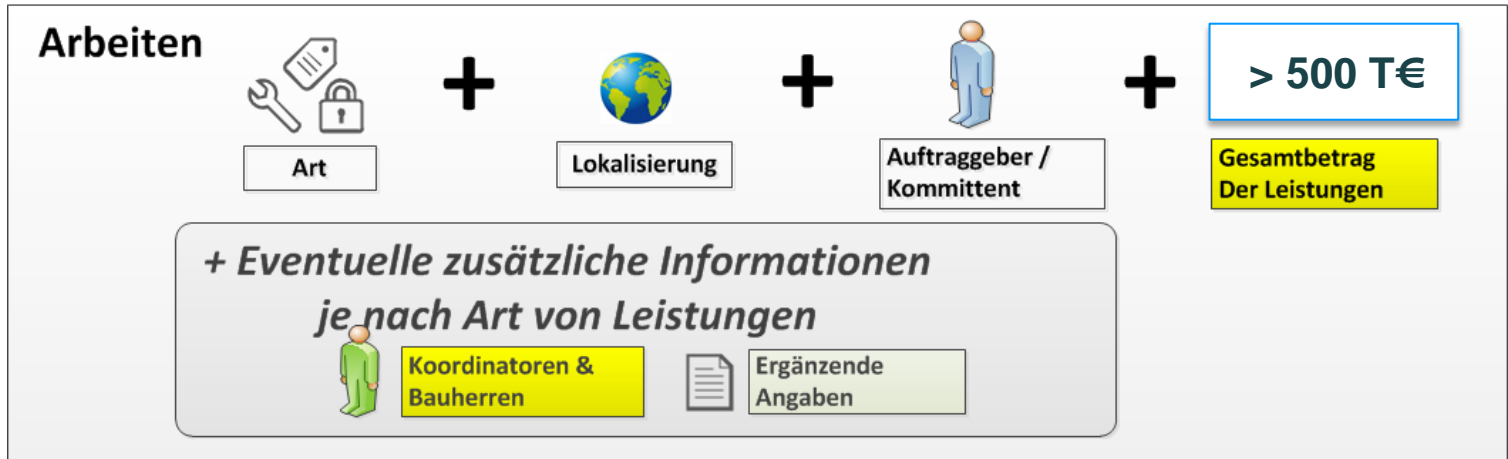 Arbeiten
> 500 T€
Art
Lokalisierung
Auftraggeber /
Kommittent
Gesamtbetrag
Der Leistungen
+ Eventuelle zusätzliche Informationen
je nach Art von Leistungen
Koordinatoren &
Bauherren
Ergänzende
Angaben